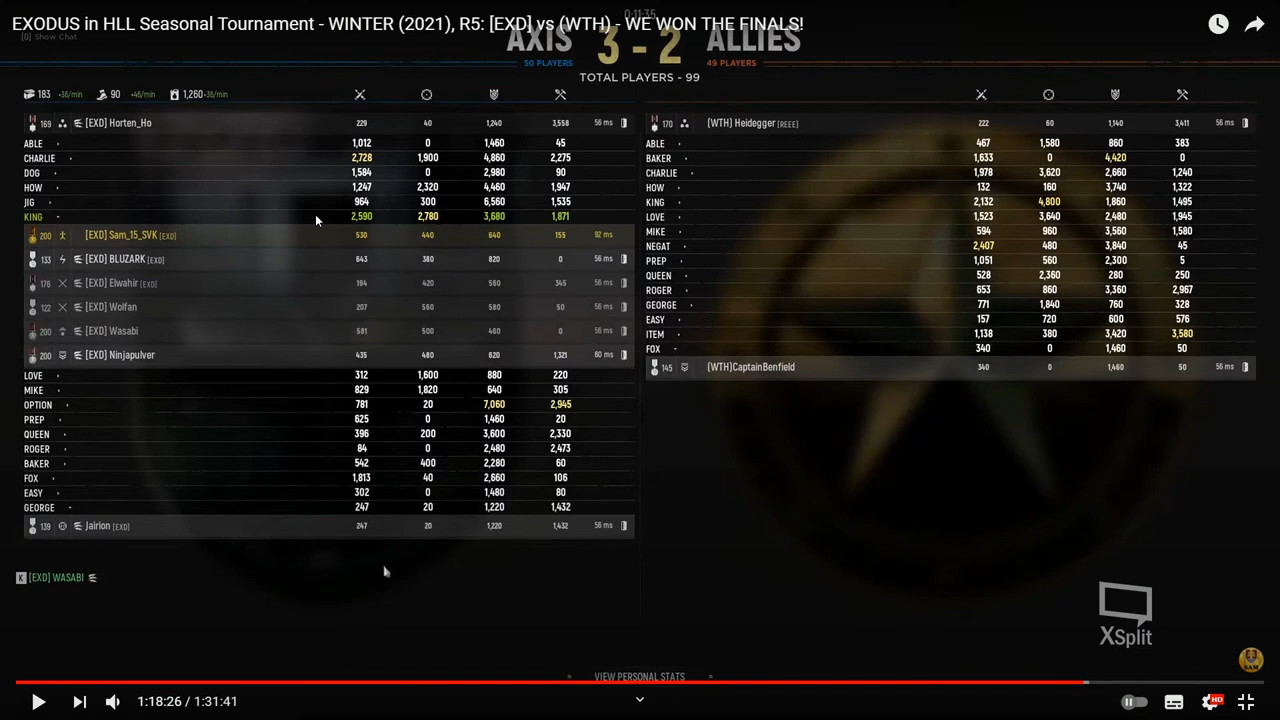 EXODUS in HLL Seasonal Tournament - WINTER (2021), R5: [EXD] vs (WTH) - WE WON THE FINALS!
0:11:35
[O] Show Chat
AXIS 3 - 2 ALLIES
50 PLAYERS 49 PLAYERS
TOTAL PLAYERS - 99
183 +36/min 90 +46/min 1,260 +36/min
169 [EXD] Horten_Ho 229 40 1,240 3,558 56 ms
ABLE 1,012 0 1,460 45
CHARLIE 2,728 1,900 4,860 2,275
DOG 1,584 0 2,980 90
HOW 1,247 2,320 4,460 1,947
JIG 964 300 6,560 1,535
KING 2,590 2,780 3,680 1,871
200 [EXD] Sam_15_SVK [EXD] 530 440 640 155 92 ms
133 [EXD] BLUZARK [EXD] 643 380 820 0 56 ms
176 [EXD] Elwahir [EXD] 194 420 560 345 56 ms
122 [EXD] Wolfan 207 560 580 50 56 ms
200 [EXD] Wasabi 581 500 460 0 56 ms
200 [EXD] Ninjapulver 435 480 620 1,321 60 ms
LOVE 312 1,600 880 220
MIKE 829 1,820 640 305
OPTION 781 20 7,060 2,945
PREP 625 0 1,460 20
QUEEN 396 200 3,600 2,330
ROGER 84 0 2,480 2,473
BAKER 542 400 2,280 60
FOX 1,813 40 2,660 106
EASY 302 0 1,480 80
GEORGE 247 20 1,220 1,432
139 Jairion [EXD] 247 20 1,220 1,432 56 ms
170 (WTH) Heidegger [REEE] 222 60 1,140 3,411 56 ms
ABLE 467 1,580 860 383
BAKER 1,633 0 4,420 0
CHARLIE 1,978 3,620 2,660 1,240
HOW 132 160 3,740 1,322
KING 2,132 4,800 1,860 1,495
LOVE 1,523 3,640 2,480 1,945
MIKE 594 960 3,560 1,580
NEGAT 2,407 480 3,840 45
PREP 1,051 560 2,300 5
QUEEN 528 2,360 280 250
ROGER 653 860 3,360 2,967
GEORGE 771 1,840 760 328
EASY 157 720 600 576
ITEM 1,138 380 3,420 3,580
FOX 340 0 1,460 50
145 (WTH)CaptainBenfield 340 0 1,460 50 56 ms
K [EXD] WASABI
XSplit
SAM
VIEW PERSONAL STATS
1:18:26 / 1:31:41
HD